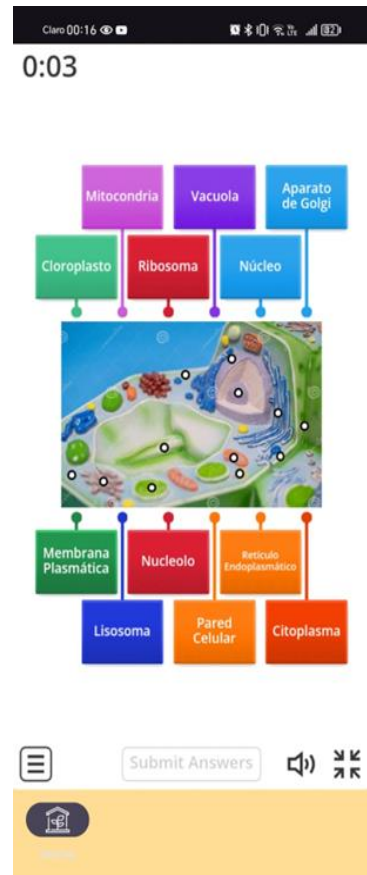 Claro 00:16
82
0:03
Mitocondria
Vacuola
Aparato
de Golgi
Cloroplasto
Ribosoma
Núcleo
Membrana
Plasmática
Nucleolo
Retículo
Endoplasmático
Lisosoma
Pared
Celular
Citoplasma
Submit Answers